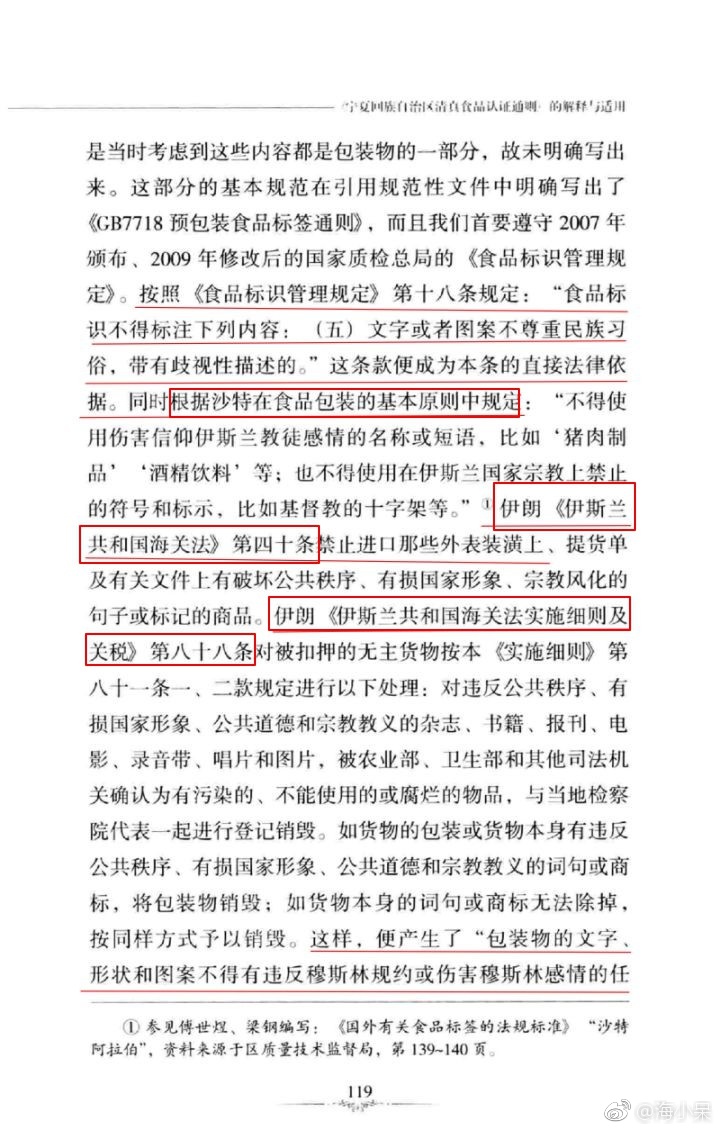 《宁夏回族自治区清真食品认证通则》的解释与适用
是当时考虑到这些内容都是包装物的一部分，故未明确写出
来。这部分的基本规范在引用规范性文件中明确写出了
《GB7718 预包装食品标签通则》，而且我们首要遵守 2007 年
颁布、2009 年修改后的国家质检总局的《食品标识管理规
定》。按照《食品标识管理规定》第十八条规定：“食品标
识不得标注下列内容：（五）文字或者图案不尊重民族习
俗，带有歧视性描述的。”这条款便成为本条的直接法律依
据。同时根据沙特在食品包装的基本原则中规定：“不得使
用伤害信仰伊斯兰教徒感情的名称或短语，比如‘猪肉制
品’‘酒精饮料’等；也不得使用在伊斯兰国家宗教上禁止
的符号和标示，比如基督教的十字架等。”①伊朗《伊斯兰
共和国海关法》第四十条禁止进口那些外表装潢上、提货单
及有关文件上有破坏公共秩序、有损国家形象、宗教风化的
句子或标记的商品。伊朗《伊斯兰共和国海关法实施细则及
关税》第八十八条对被扣押的无主货物按本《实施细则》第
八十一条一、二款规定进行以下处理：对违反公共秩序、有
损国家形象、公共道德和宗教教义的杂志、书籍、报刊、电
影、录音带、唱片和图片，被农业部、卫生部和其他司法机
关确认为有污染的、不能使用的或腐烂的物品，与当地检察
院代表一起进行登记销毁。如货物的包装或货物本身有违反
公共秩序、有损国家形象、公共道德和宗教教义的词句或商
标，将包装物销毁；如货物本身的词句或商标无法除掉，
按同样方式予以销毁。这样，便产生了“包装物的文字、
形状和图案不得有违反穆斯林规约或伤害穆斯林感情的任
① 参见傅世煜、梁钢编写：《国外有关食品标签的法规标准》“沙特
阿拉伯”，资料来源于区质量技术监督局，第 139~140 页。
119
@海小呆